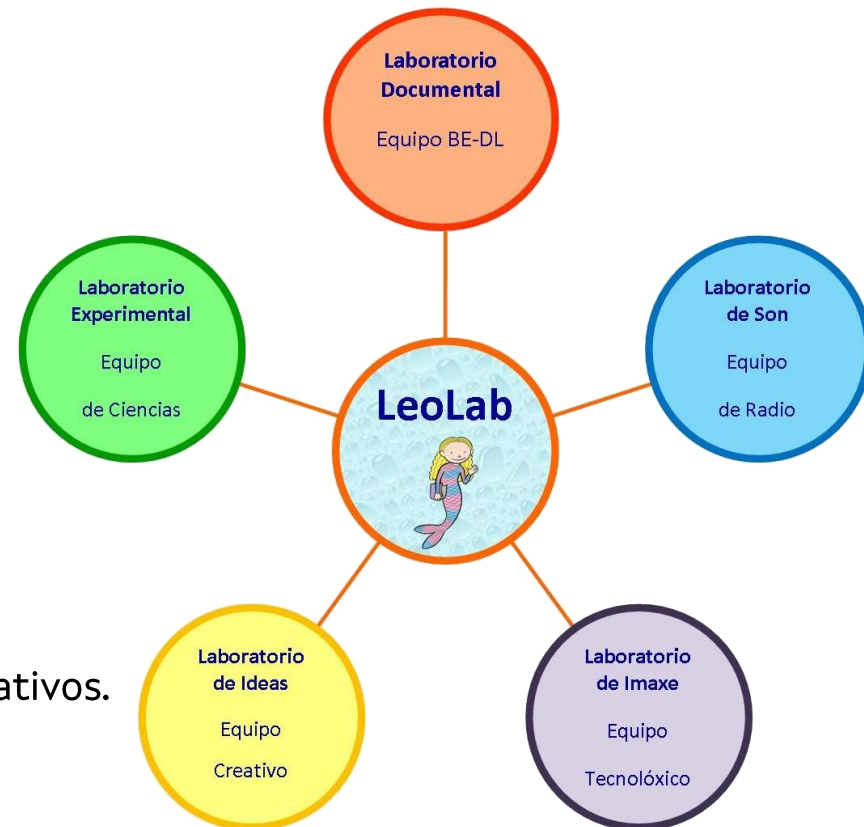 Laboratorio
Documental
Equipo BE-DL
Laboratorio
Experimental
Equipo
de Ciencias
Laboratorio
de Son
Equipo
de Radio
LeoLab
ativos.
Laboratorio
de Ideas
Equipo
Creativo
Laboratorio
de Imaxe
Equipo
Tecnolóxico